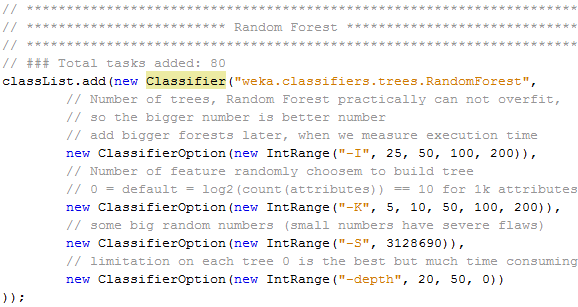 // ************************************************************************
// ************************** Random Forest ******************************
// ************************************************************************
// ### Total tasks added: 80
classList.add(new Classifier("weka.classifiers.trees.RandomForest",
// Number of trees, Random Forest practically can not overfit,
// so the bigger number is better number
// add bigger forests later, when we measure execution time
new ClassifierOption(new IntRange("-I", 25, 50, 100, 200)),
// Number of feature randomly choosem to build tree
// 0 = default = log2(count(attributes)) == 10 for 1k attributes
new ClassifierOption(new IntRange("-K", 5, 10, 50, 100, 200)),
// some big random numbers (small numbers have severe flaws)
new ClassifierOption(new IntRange("-S", 3128690)),
// limitation on each tree 0 is the best but much time consuming
new ClassifierOption(new IntRange("-depth", 20, 50, 0))
));